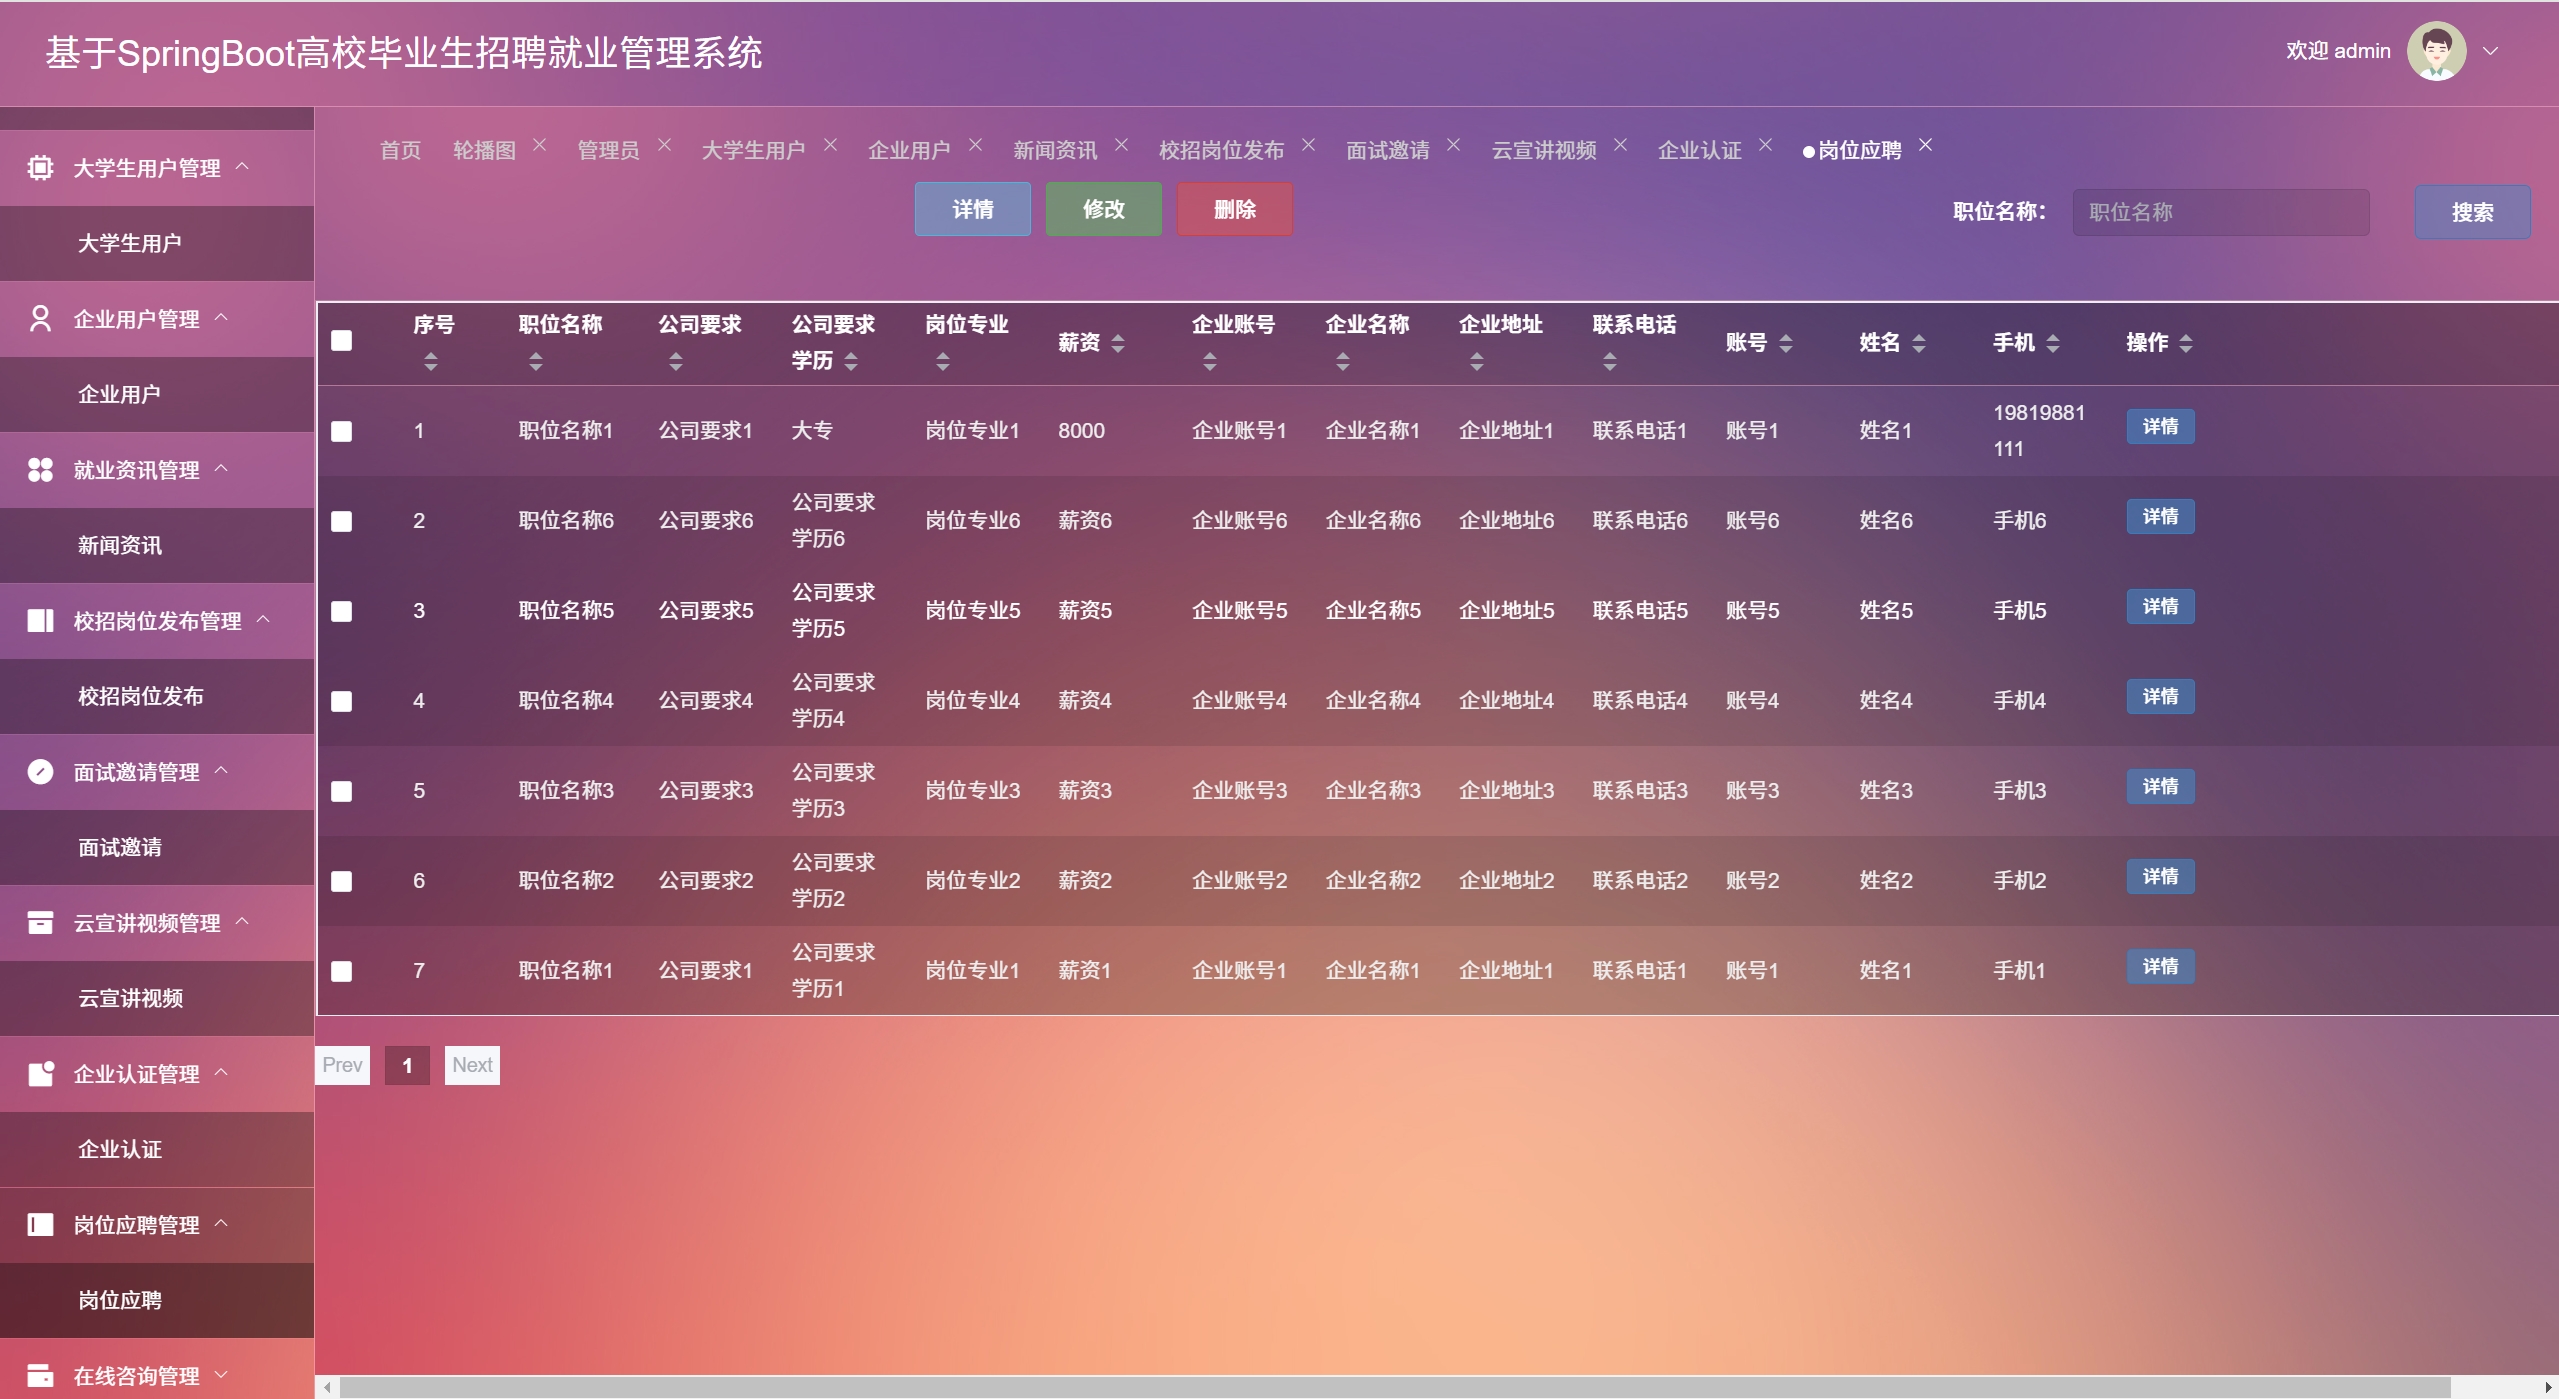 基于SpringBoot高校毕业生招聘就业管理系统
欢迎 admin
大学生用户管理
大学生用户
企业用户管理
企业用户
就业资讯管理
新闻资讯
校招岗位发布管理
校招岗位发布
面试邀请管理
面试邀请
云宣讲视频管理
云宣讲视频
企业认证管理
企业认证
岗位应聘管理
岗位应聘
在线咨询管理
首页 轮播图 管理员 大学生用户 企业用户 新闻资讯 校招岗位发布 面试邀请 云宣讲视频 企业认证 岗位应聘
详情 修改 删除 职位名称: 职位名称 搜索
序号 职位名称 公司要求 公司要求学历 岗位专业 薪资 企业账号 企业名称 企业地址 联系电话 账号 姓名 手机 操作
1 职位名称1 公司要求1 大专 岗位专业1 8000 企业账号1 企业名称1 企业地址1 联系电话1 账号1 姓名1 19819881111 详情
2 职位名称6 公司要求6 公司要求学历6 岗位专业6 薪资6 企业账号6 企业名称6 企业地址6 联系电话6 账号6 姓名6 手机6 详情
3 职位名称5 公司要求5 公司要求学历5 岗位专业5 薪资5 企业账号5 企业名称5 企业地址5 联系电话5 账号5 姓名5 手机5 详情
4 职位名称4 公司要求4 公司要求学历4 岗位专业4 薪资4 企业账号4 企业名称4 企业地址4 联系电话4 账号4 姓名4 手机4 详情
5 职位名称3 公司要求3 公司要求学历3 岗位专业3 薪资3 企业账号3 企业名称3 企业地址3 联系电话3 账号3 姓名3 手机3 详情
6 职位名称2 公司要求2 公司要求学历2 岗位专业2 薪资2 企业账号2 企业名称2 企业地址2 联系电话2 账号2 姓名2 手机2 详情
7 职位名称1 公司要求1 公司要求学历1 岗位专业1 薪资1 企业账号1 企业名称1 企业地址1 联系电话1 账号1 姓名1 手机1 详情
Prev 1 Next